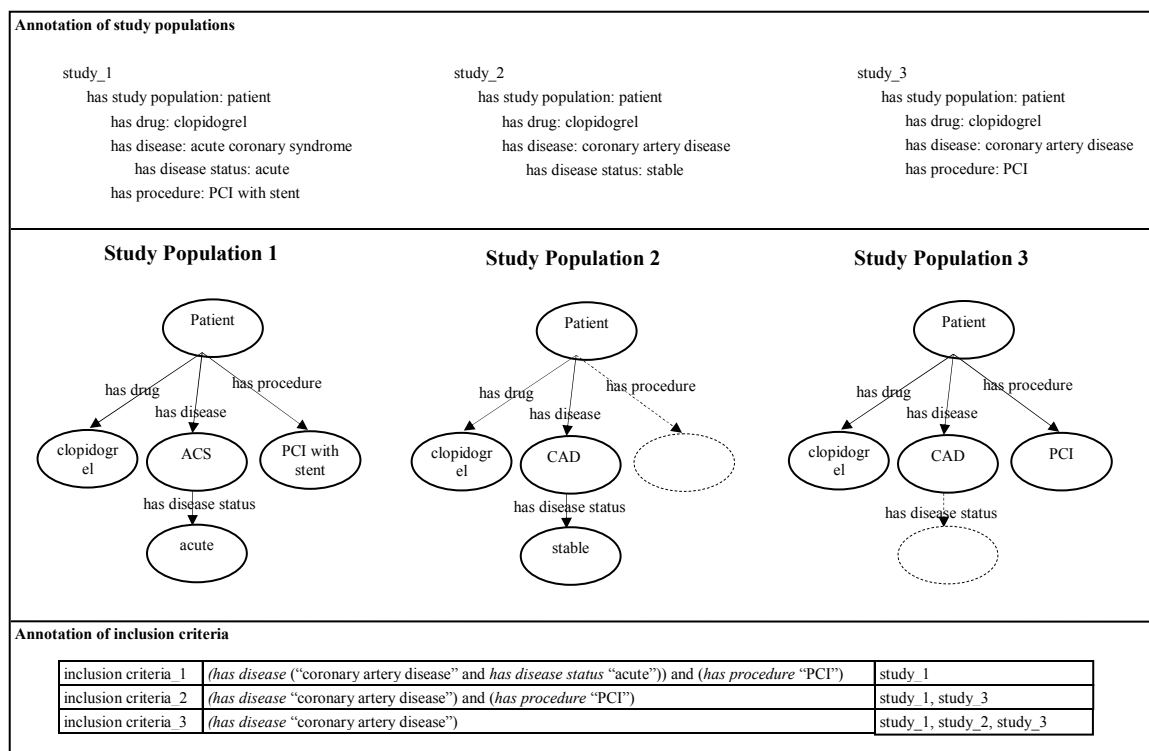 Annotation of study populations
study_1
has study population: patient
has drug: clopidogrel
has disease: acute coronary syndrome
has disease status: acute
has procedure: PCI with stent
study_2
has study population: patient
has drug: clopidogrel
has disease: coronary artery disease
has disease status: stable
study_3
has study population: patient
has drug: clopidogrel
has disease: coronary artery disease
has procedure: PCI
Study Population 1
Patient
has drug
has disease
has procedure
clopidogr
el
ACS
PCI with
stent
has disease status
acute
Study Population 2
Patient
has drug
has disease
has procedure
clopidogr
el
CAD
has disease status
stable
Study Population 3
Patient
has drug
has disease
has procedure
clopidogr
el
CAD
PCI
has disease status
Annotation of inclusion criteria
inclusion criteria_1 (has disease (“coronary artery disease” and has disease status “acute”)) and (has procedure “PCI”) study_1
inclusion criteria_2 (has disease “coronary artery disease”) and (has procedure “PCI”) study_1, study_3
inclusion criteria_3 (has disease “coronary artery disease”) study_1, study_2, study_3